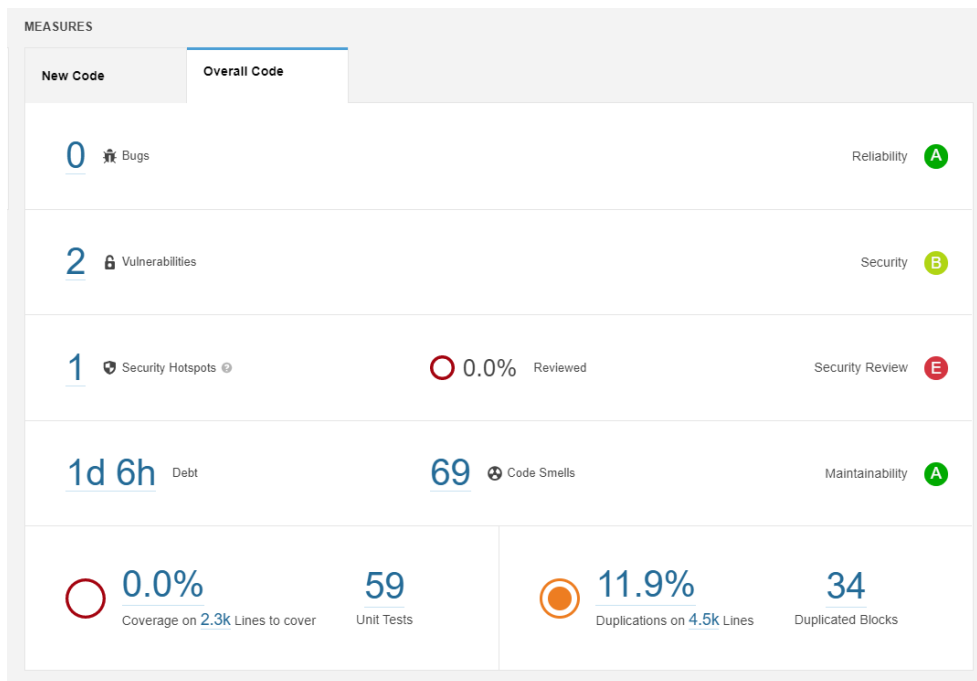 MEASURES
New Code
Overall Code
0 Bugs
Reliability A
2 Vulnerabilities
Security B
1 Security Hotspots ?
0.0% Reviewed
Security Review E
1d 6h Debt
69 Code Smells
Maintainability A
0.0%
Coverage on 2.3k Lines to cover
59
Unit Tests
11.9%
Duplications on 4.5k Lines
34
Duplicated Blocks